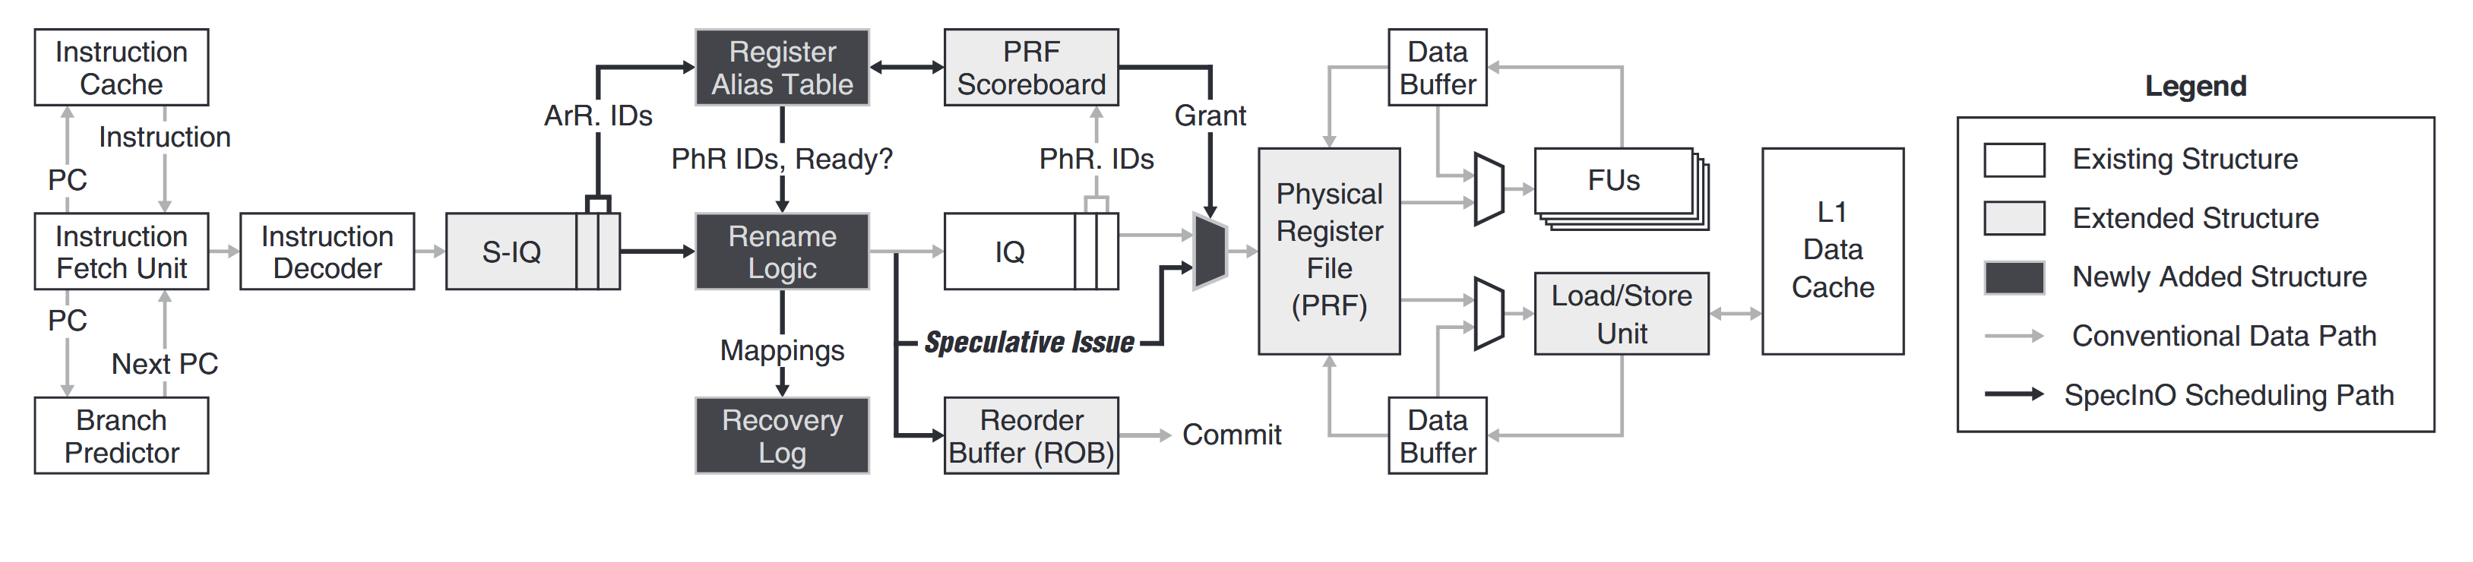 Instruction
Cache
Instruction
PC
Instruction
Fetch Unit
PC
Next PC
Branch
Predictor
Instruction
Decoder
S-IQ
ArR. IDs
Register
Alias Table
PhR IDs, Ready?
Rename
Logic
Mappings
Recovery
Log
PRF
Scoreboard
PhR. IDs
IQ
Speculative Issue
Reorder
Buffer (ROB)
Commit
Grant
Physical
Register
File
(PRF)
Data
Buffer
FUs
Load/Store
Unit
Data
Buffer
L1
Data
Cache
Legend
Existing Structure
Extended Structure
Newly Added Structure
Conventional Data Path
SpecInO Scheduling Path